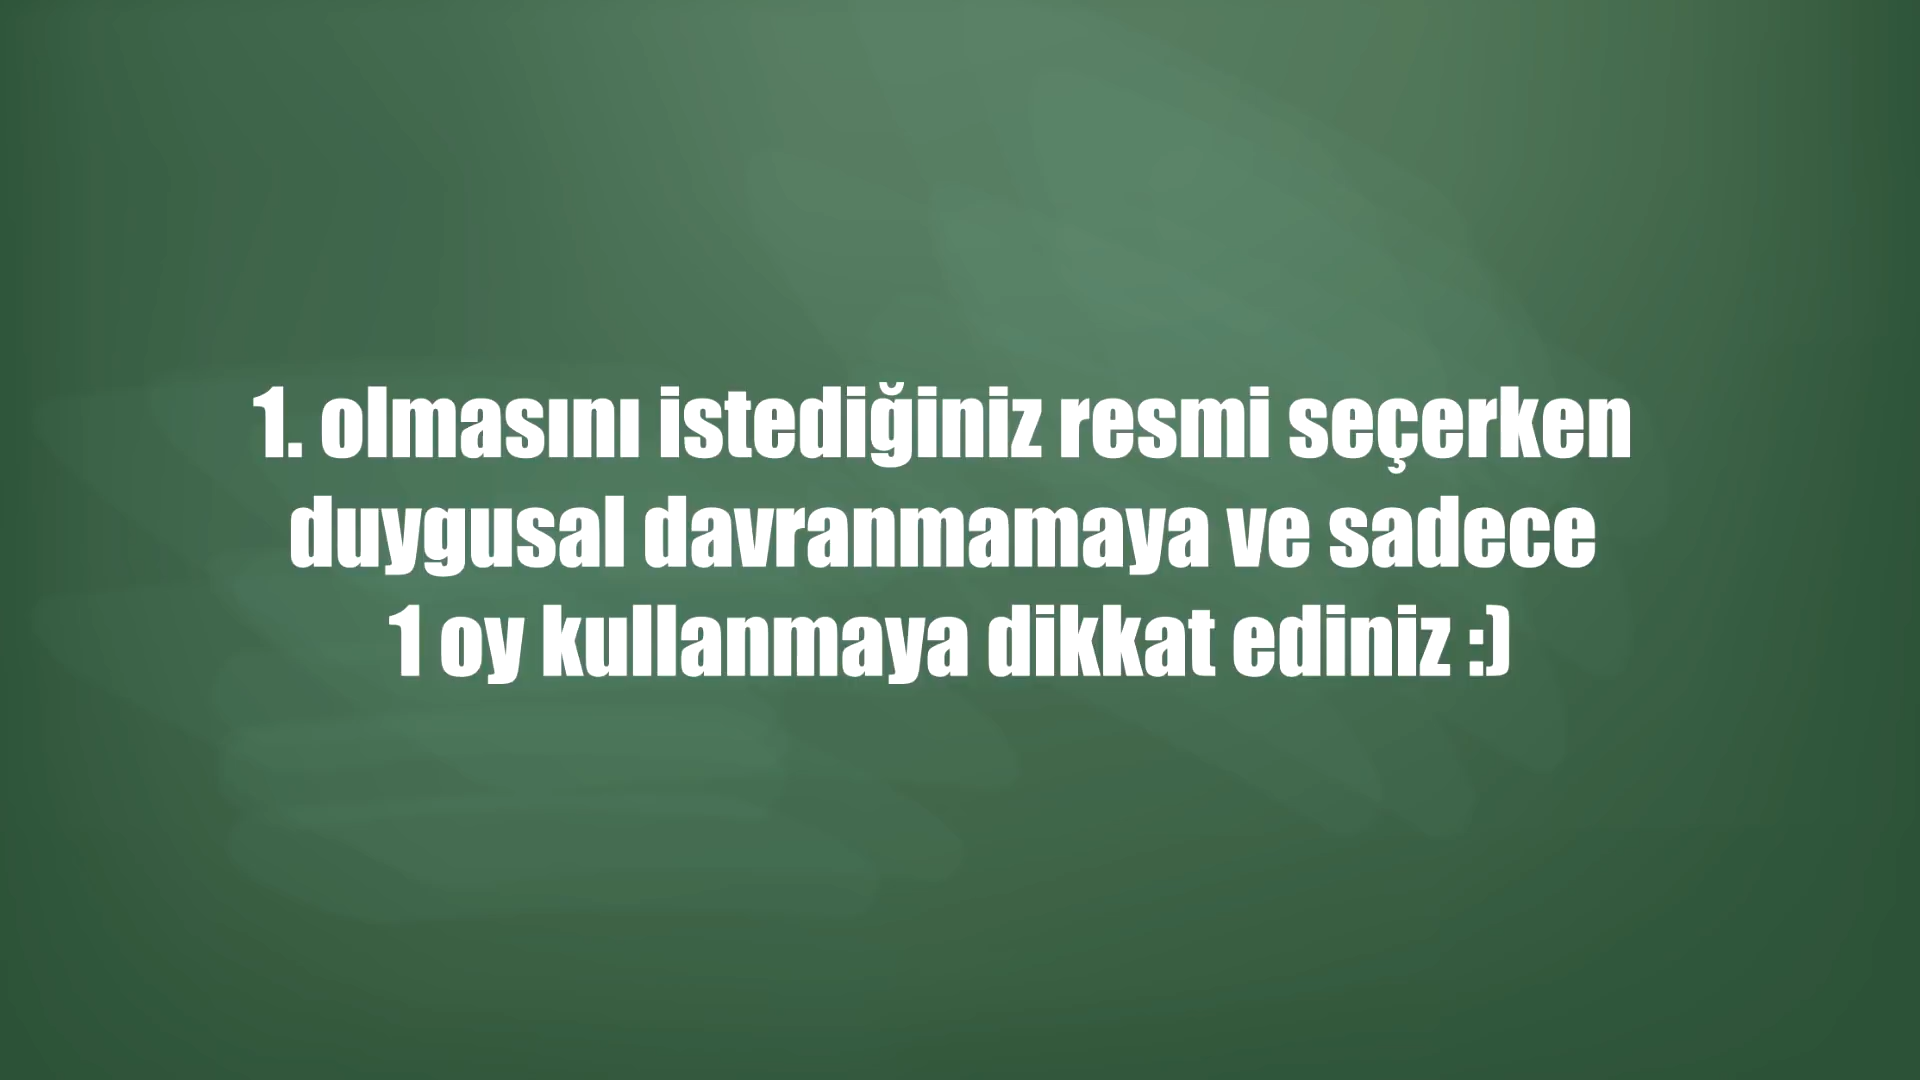 1. olmasını istediğiniz resmi seçerken
duygusal davranmamaya ve sadece
1 oy kullanmaya dikkat ediniz :)